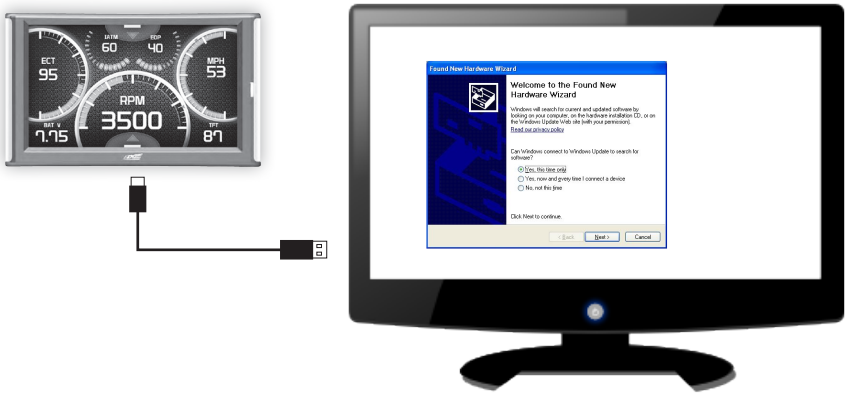 IATM
60
EOP
40
ECT
95
MPH
53
RPM
3500
BAT V
7.75
TFT
87
Found New Hardware Wizard
Welcome to the Found New
Hardware Wizard
Windows will search for current and updated software by
looking on your computer, on the hardware installation CD, or on
the Windows Update Web site (with your permission).
Read our privacy policy
Can Windows connect to Windows Update to search for
software?
Yes, this time only
Yes, now and every time I connect a device
No, not this time
Click Next to continue.
< Back
Next >
Cancel